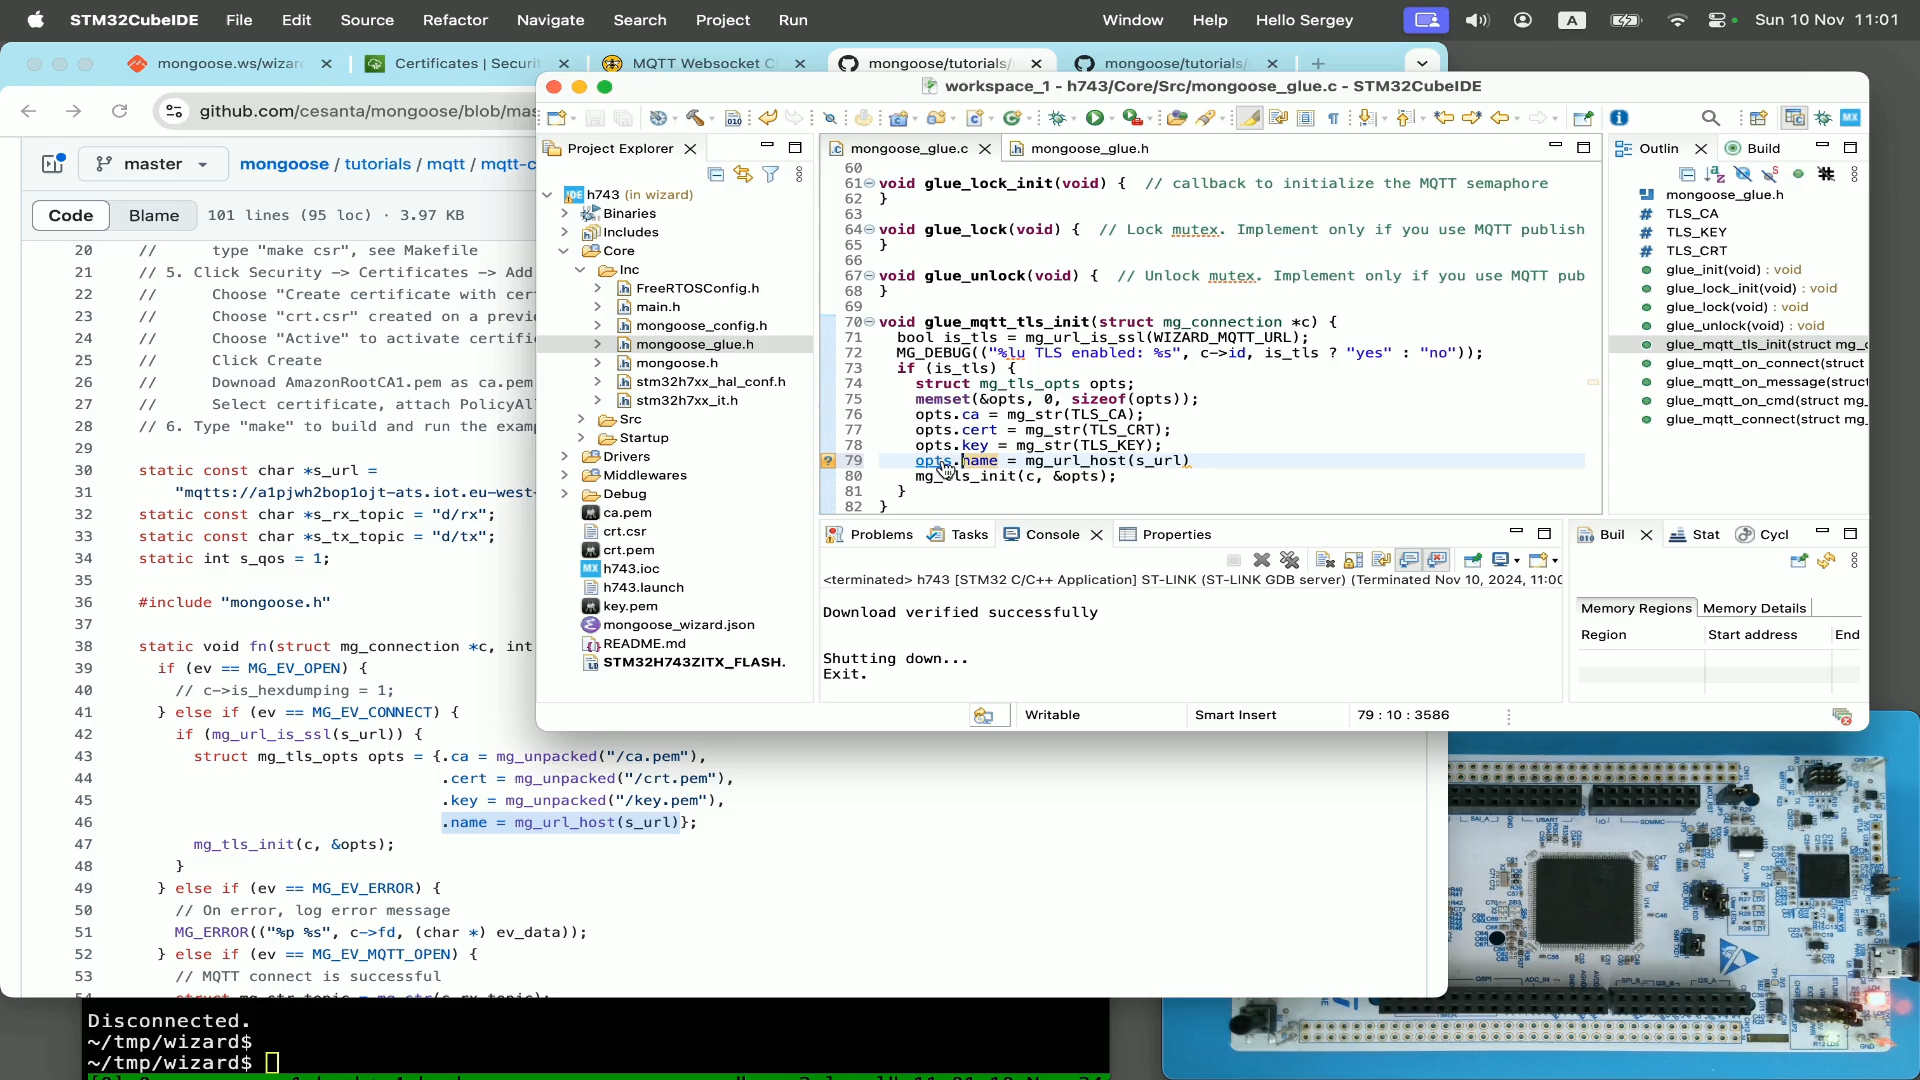 STM32CubeIDE File Edit Source Refactor Navigate Search Project Run Window Help Hello Sergey A Sun 10 Nov 11:01
mongoose.ws/wizar Certificates | Securi MQTT Websocket C mongoose/tutorials/ mongoose/tutorials/
github.com/cesanta/mongoose/blob/mas
master mongoose / tutorials / mqtt / mqtt-c
Code Blame 101 lines (95 loc) · 3.97 KB
20 // type "make csr", see Makefile
21 // 5. Click Security -> Certificates -> Add
22 // Choose "Create certificate with cer
23 // Choose "crt.csr" created on a previ
24 // Choose "Active" to activate certifi
25 // Click Create
26 // Downoad AmazonRootCA1.pem as ca.pem
27 // Select certificate, attach PolicyAl
28 // 6. Type "make" to build and run the examp
29
30 static const char *s_url =
31 "mqtts://a1pjwh2bop1ojt-ats.iot.eu-west-
32 static const char *s_rx_topic = "d/rx";
33 static const char *s_tx_topic = "d/tx";
34 static int s_qos = 1;
35
36 #include "mongoose.h"
37
38 static void fn(struct mg_connection *c, int
39 if (ev == MG_EV_OPEN) {
40 // c->is_hexdumping = 1;
41 } else if (ev == MG_EV_CONNECT) {
42 if (mg_url_is_ssl(s_url)) {
43 struct mg_tls_opts opts = {.ca = mg_unpacked("/ca.pem"),
44 .cert = mg_unpacked("/crt.pem"),
45 .key = mg_unpacked("/key.pem"),
46 .name = mg_url_host(s_url)};
47 mg_tls_init(c, &opts);
48 }
49 } else if (ev == MG_EV_ERROR) {
50 // On error, log error message
51 MG_ERROR(("%p %s", c->fd, (char *) ev_data));
52 } else if (ev == MG_EV_MQTT_OPEN) {
53 // MQTT connect is successful
workspace_1 - h743/Core/Src/mongoose_glue.c - STM32CubeIDE
Project Explorer
h743 (in wizard)
Binaries
Includes
Core
Inc
FreeRTOSConfig.h
main.h
mongoose_config.h
mongoose_glue.h
mongoose.h
stm32h7xx_hal_conf.h
stm32h7xx_it.h
Src
Startup
Drivers
Middlewares
Debug
ca.pem
crt.csr
crt.pem
h743.ioc
h743.launch
key.pem
mongoose_wizard.json
README.md
STM32H743ZITX_FLASH.
mongoose_glue.c mongoose_glue.h
60
61 void glue_lock_init(void) { // callback to initialize the MQTT semaphore
62 }
63
64 void glue_lock(void) { // Lock mutex. Implement only if you use MQTT publish
65 }
66
67 void glue_unlock(void) { // Unlock mutex. Implement only if you use MQTT pub
68 }
69
70 void glue_mqtt_tls_init(struct mg_connection *c) {
71 bool is_tls = mg_url_is_ssl(WIZARD_MQTT_URL);
72 MG_DEBUG(("%lu TLS enabled: %s", c->id, is_tls ? "yes" : "no"));
73 if (is_tls) {
74 struct mg_tls_opts opts;
75 memset(&opts, 0, sizeof(opts));
76 opts.ca = mg_str(TLS_CA);
77 opts.cert = mg_str(TLS_CRT);
78 opts.key = mg_str(TLS_KEY);
79 opts.name = mg_url_host(s_url)
80 mg_tls_init(c, &opts);
81 }
82 }
Outlin Build
mongoose_glue.h
TLS_CA
TLS_KEY
TLS_CRT
glue_init(void) : void
glue_lock_init(void) : void
glue_lock(void) : void
glue_unlock(void) : void
glue_mqtt_tls_init(struct mg_c
glue_mqtt_on_connect(struct
glue_mqtt_on_message(struct
glue_mqtt_on_cmd(struct mg_
glue_mqtt_connect(struct mg_
Problems Tasks Console Properties
<terminated> h743 [STM32 C/C++ Application] ST-LINK (ST-LINK GDB server) (Terminated Nov 10, 2024, 11:00
Download verified successfully
Shutting down...
Exit.
Buil Stat Cycl
Memory Regions Memory Details
Region Start address End
Writable Smart Insert 79 : 10 : 3586
Disconnected.
~/tmp/wizard$
~/tmp/wizard$